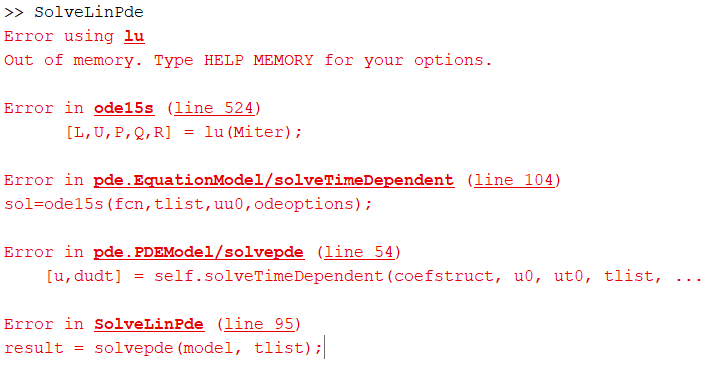 >> SolveLinPde
Error using lu
Out of memory. Type HELP MEMORY for your options.
Error in ode15s (line 524)
[L,U,P,Q,R] = lu(Miter);
Error in pde.EquationModel/solveTimeDependent (line 104)
sol=ode15s(fcn,tlist,uu0,odeoptions);
Error in pde.PDEModel/solvepde (line 54)
[u,dudt] = self.solveTimeDependent(coefstruct, u0, ut0, tlist, ...
Error in SolveLinPde (line 95)
result = solvepde(model, tlist);